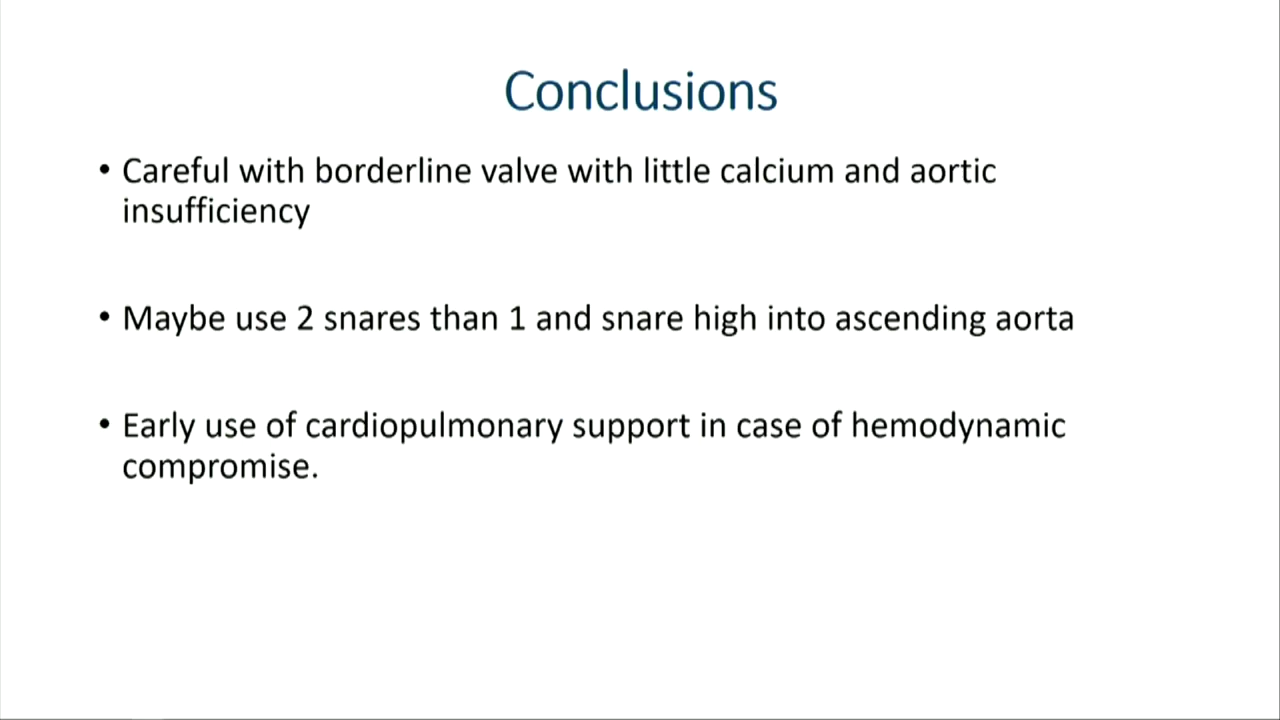 Conclusions
• Careful with borderline valve with little calcium and aortic
insufficiency
• Maybe use 2 snares than 1 and snare high into ascending aorta
• Early use of cardiopulmonary support in case of hemodynamic
compromise.